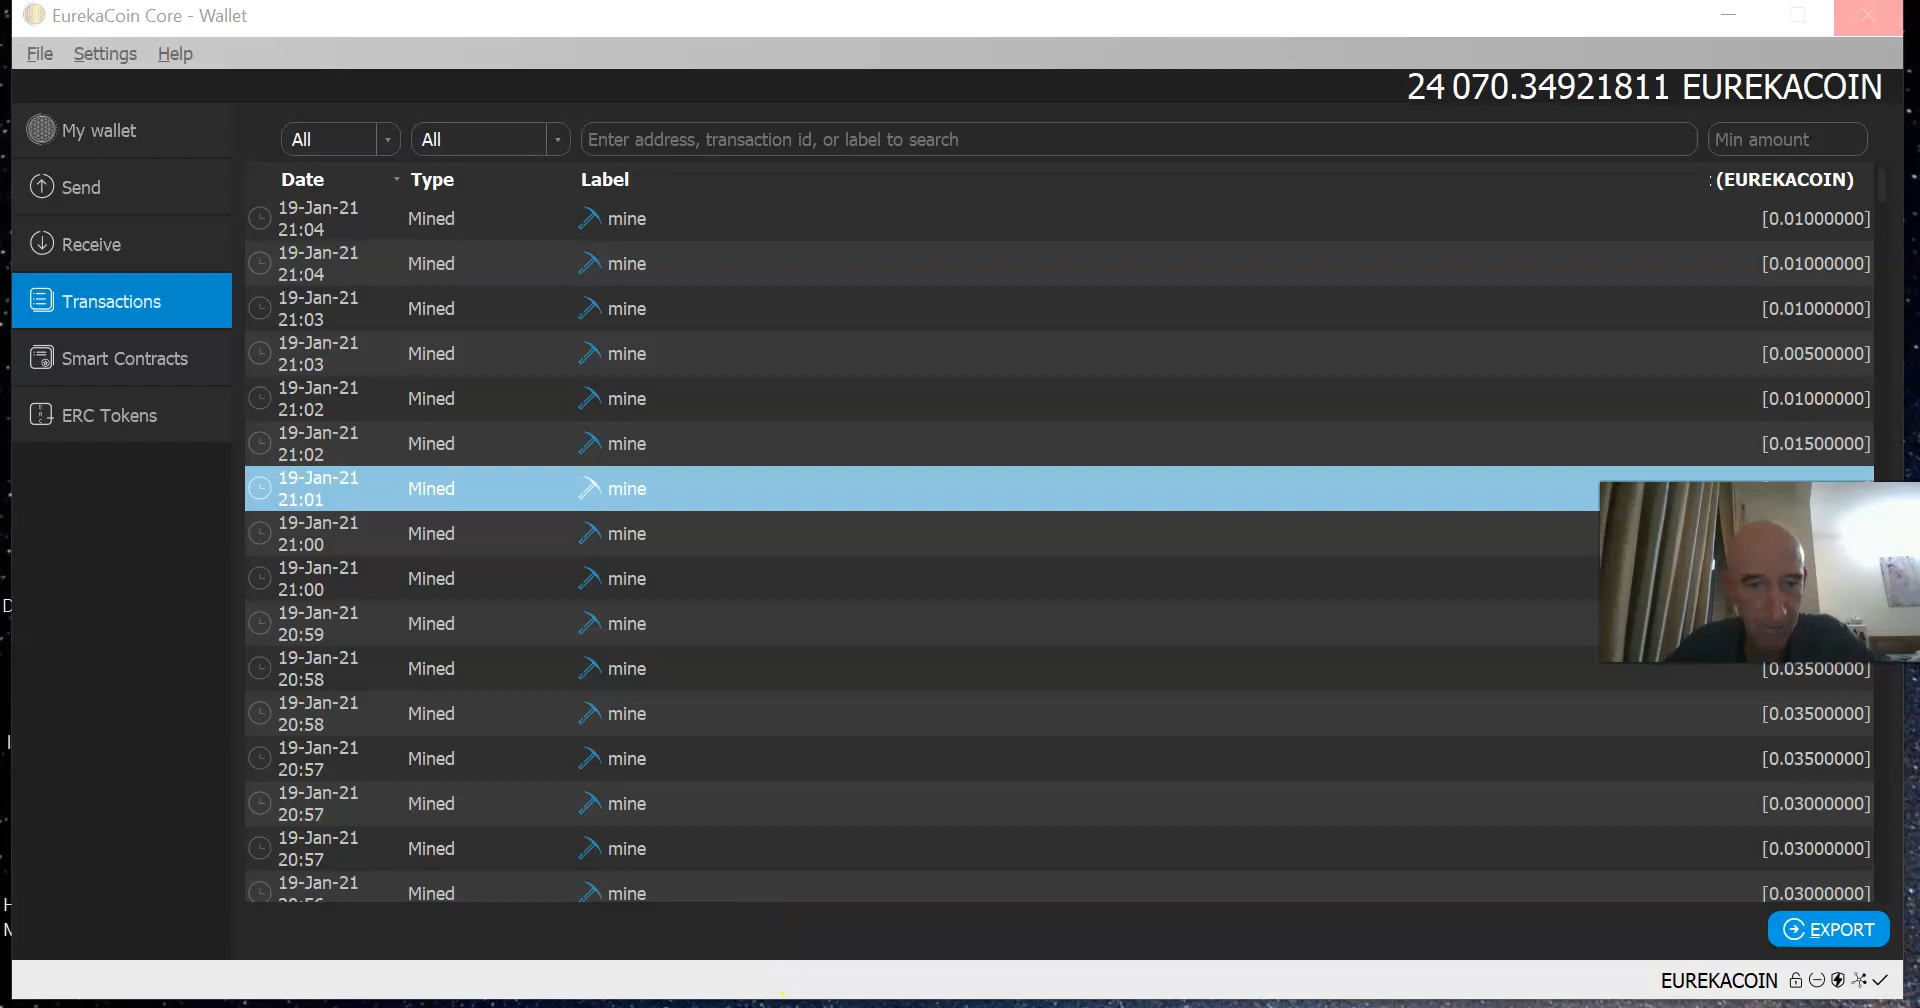 EurekaCoin Core - Wallet
File Settings Help
24 070.34921811 EUREKACOIN
My wallet
Send
Receive
Transactions
Smart Contracts
ERC Tokens
All All Enter address, transaction id, or label to search Min amount
Date Type Label (EUREKACOIN)
19-Jan-21
21:04 Mined mine [0.01000000]
19-Jan-21
21:04 Mined mine [0.01000000]
19-Jan-21
21:03 Mined mine [0.01000000]
19-Jan-21
21:03 Mined mine [0.00500000]
19-Jan-21
21:02 Mined mine [0.01000000]
19-Jan-21
21:02 Mined mine [0.01500000]
19-Jan-21
21:01 Mined mine
19-Jan-21
21:00 Mined mine
19-Jan-21
21:00 Mined mine
19-Jan-21
20:59 Mined mine
19-Jan-21
20:58 Mined mine [0.03500000]
19-Jan-21
20:58 Mined mine [0.03500000]
19-Jan-21
20:57 Mined mine [0.03500000]
19-Jan-21
20:57 Mined mine [0.03000000]
19-Jan-21
20:57 Mined mine [0.03000000]
19-Jan-21
Mined mine [0.03000000]
EXPORT
EUREKACOIN